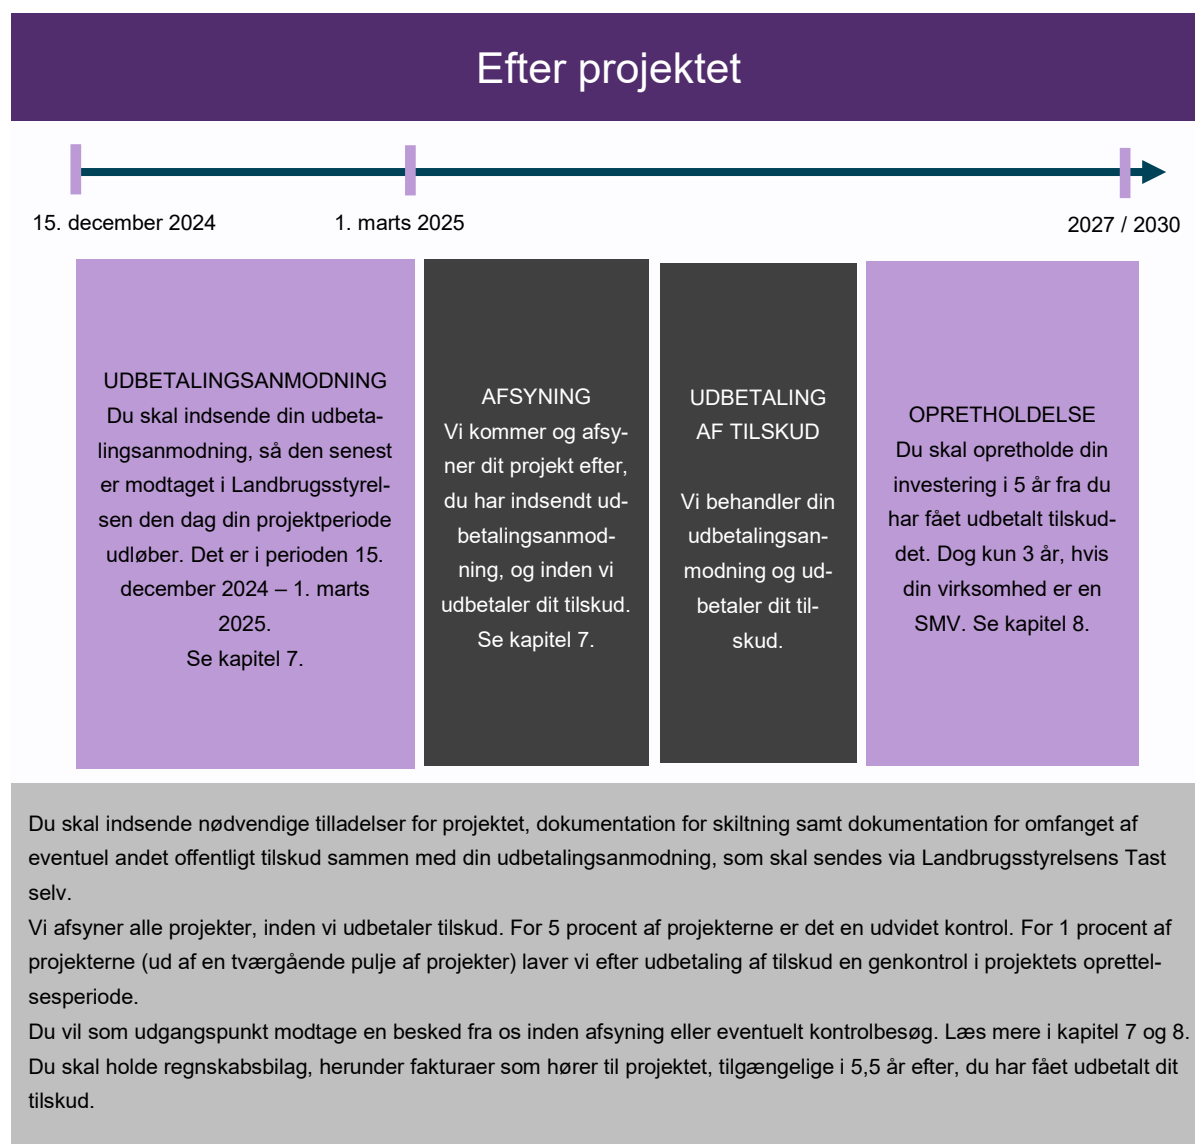 Efter projektet
15. december 2024
1. marts 2025
2027 / 2030
UDBETALINGSANMODNING
Du skal indsende din udbeta-
lingsanmodning, så den senest
er modtaget i Landbrugsstyrel-
sen den dag din projektperiode
udløber. Det er i perioden 15.
december 2024 – 1. marts
2025.
Se kapitel 7.
AFSYNING
Vi kommer og afsy-
ner dit projekt efter,
du har indsendt ud-
betalingsanmod-
ning, og inden vi
udbetaler dit tilskud.
Se kapitel 7.
UDBETALING
AF TILSKUD
Vi behandler din
udbetalingsan-
modning og ud-
betaler dit til-
skud.
OPRETHOLDELSE
Du skal opretholde din
investering i 5 år fra du
har fået udbetalt tilskud-
det. Dog kun 3 år, hvis
din virksomhed er en
SMV. Se kapitel 8.
Du skal indsende nødvendige tilladelser for projektet, dokumentation for skiltning samt dokumentation for omfanget af
eventuel andet offentligt tilskud sammen med din udbetalingsanmodning, som skal sendes via Landbrugsstyrelsens Tast
selv.
Vi afsyner alle projekter, inden vi udbetaler tilskud. For 5 procent af projekterne er det en udvidet kontrol. For 1 procent af
projekterne (ud af en tværgående pulje af projekter) laver vi efter udbetaling af tilskud en genkontrol i projektets oprettel-
sesperiode.
Du vil som udgangspunkt modtage en besked fra os inden afsyning eller eventuelt kontrolbesøg. Læs mere i kapitel 7 og 8.
Du skal holde regnskabsbilag, herunder fakturaer som hører til projektet, tilgængelige i 5,5 år efter, du har fået udbetalt dit
tilskud.